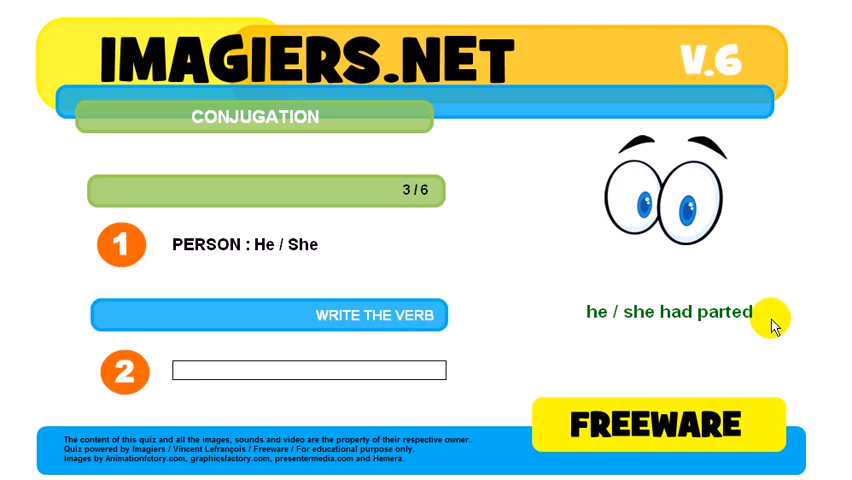 IMAGIERS.NET
V.6
CONJUGATION
3 / 6
1
PERSON : He / She
WRITE THE VERB
he / she had parted
2
FREEWARE
The content of this quiz and all the images, sounds and video are the property of their respective owner.
Quiz powered by Imagiers / Vincent Lefrançois / Freeware / For educational purpose only.
Images by Animationfctory.com, graphicsfactory.com, presentermedia.com and Hemera.